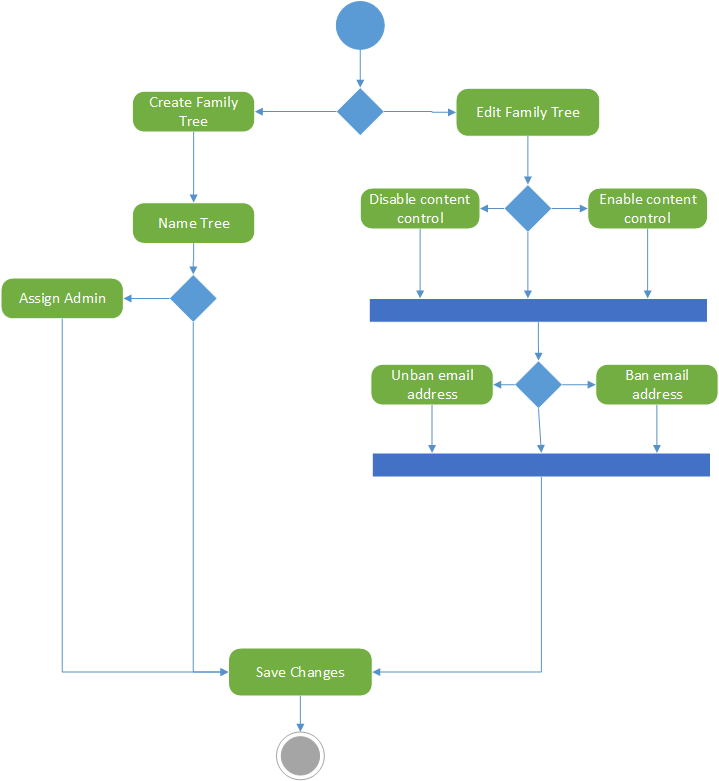 Create Family
Tree
Edit Family Tree
Disable content
control
Enable content
control
Name Tree
Assign Admin
Unban email
address
Ban email
address
Save Changes